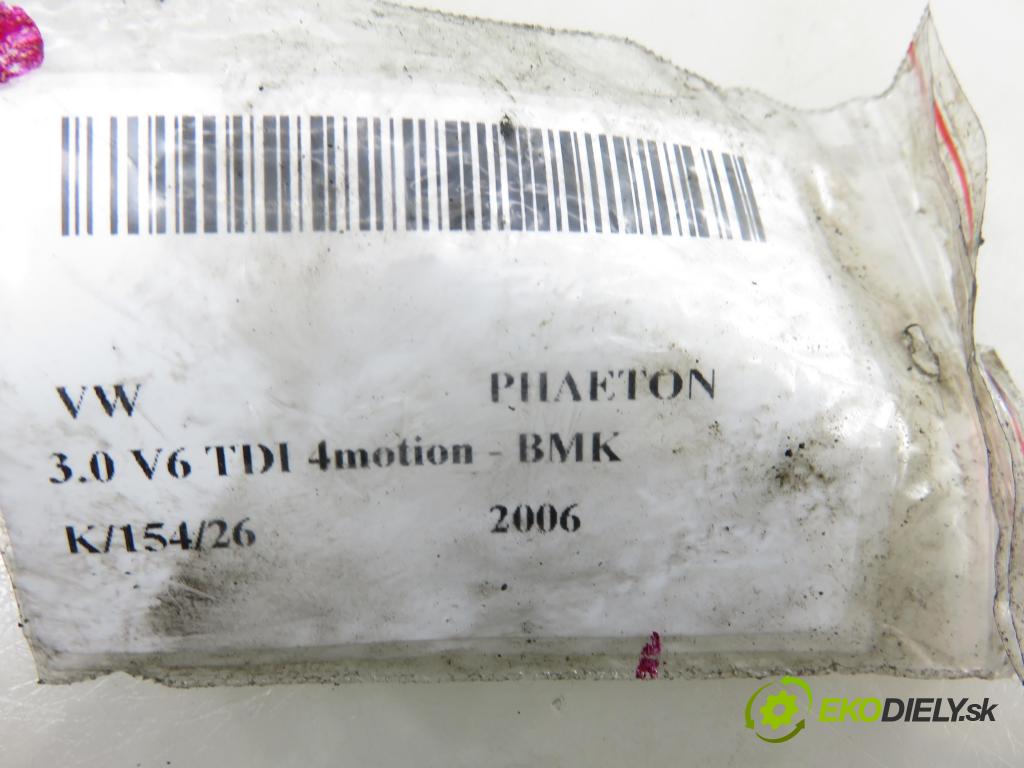 VW PHAETON
3.0 V6 TDI 4motion - BMK
K/154/26 2006
EKODIELY.sk